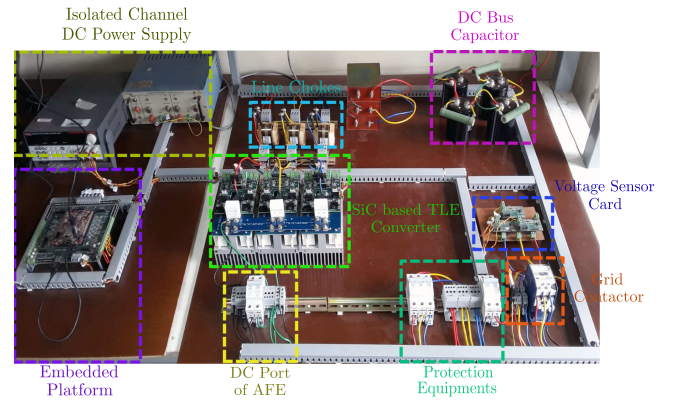 Isolated Channel
DC Power Supply
DC Bus
Capacitor
Line Chokes
Voltage Sensor
Card
SiC based TLE
Converter
Grid
Contactor
Embedded
Platform
DC Port
of AFE
Protection
Equipments